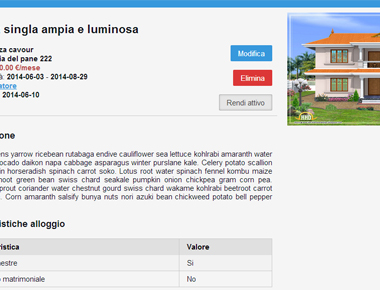 singla ampia e luminosa
za cavour
ia del pane 222
0.00 €/mese
: 2014-06-03 - 2014-08-29
atore
2014-06-10
Modifica
Elimina
Rendi attivo
one
ens yarrow ricebean rutabaga endive cauliflower sea lettuce kohlrabi amaranth water
ocado daikon napa cabbage asparagus winter purslane kale. Celery potato scallion
in horseradish spinach carrot soko. Lotus root water spinach fennel kombu maize
hoot green bean swiss chard seakale pumpkin onion chickpea gram corn pea.
prout coriander water chestnut gourd swiss chard wakame kohlrabi beetroot carrot
. Corn amaranth salsify bunya nuts nori azuki bean chickweed potato bell pepper
istiche alloggio
ristica Valore
estre Si
matrimoniale No